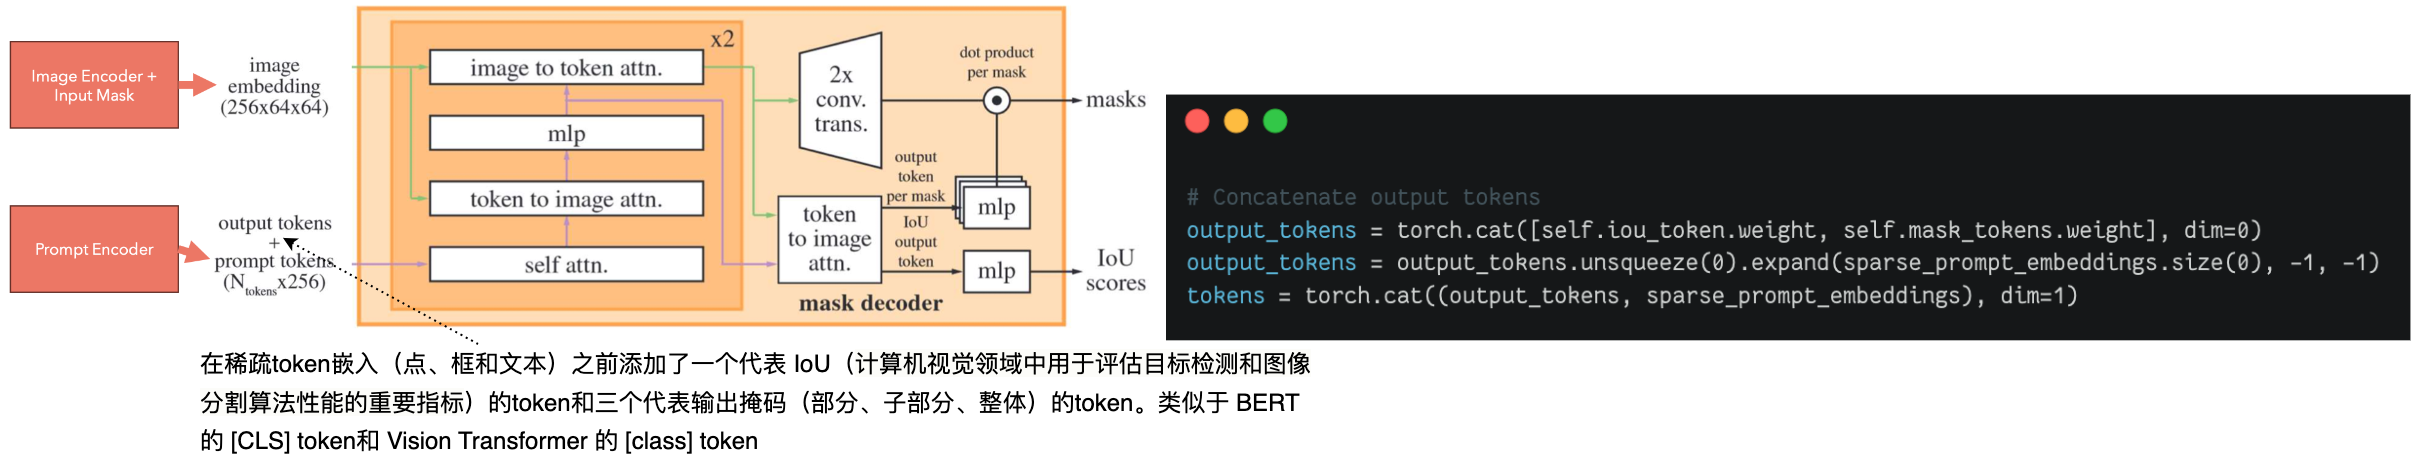 Image Encoder +
Input Mask
image
embedding
(256x64x64)
Prompt Encoder
output tokens
+
prompt tokens
(Ntokensx256)
x2
image to token attn.
mlp
token to image attn.
self attn.
2x
conv.
trans.
dot product
per mask
masks
output
token
per mask
mlp
token
to image
attn.
IoU
output
token
mlp
IoU
scores
mask decoder
# Concatenate output tokens
output_tokens = torch.cat([self.iou_token.weight, self.mask_tokens.weight], dim=0)
output_tokens = output_tokens.unsqueeze(0).expand(sparse_prompt_embeddings.size(0), -1, -1)
tokens = torch.cat((output_tokens, sparse_prompt_embeddings), dim=1)
在稀疏token嵌入（点、框和文本）之前添加了一个代表 IoU（计算机视觉领域中用于评估目标检测和图像
分割算法性能的重要指标）的token和三个代表输出掩码（部分、子部分、整体）的token。类似于 BERT
的 [CLS] token和 Vision Transformer 的 [class] token